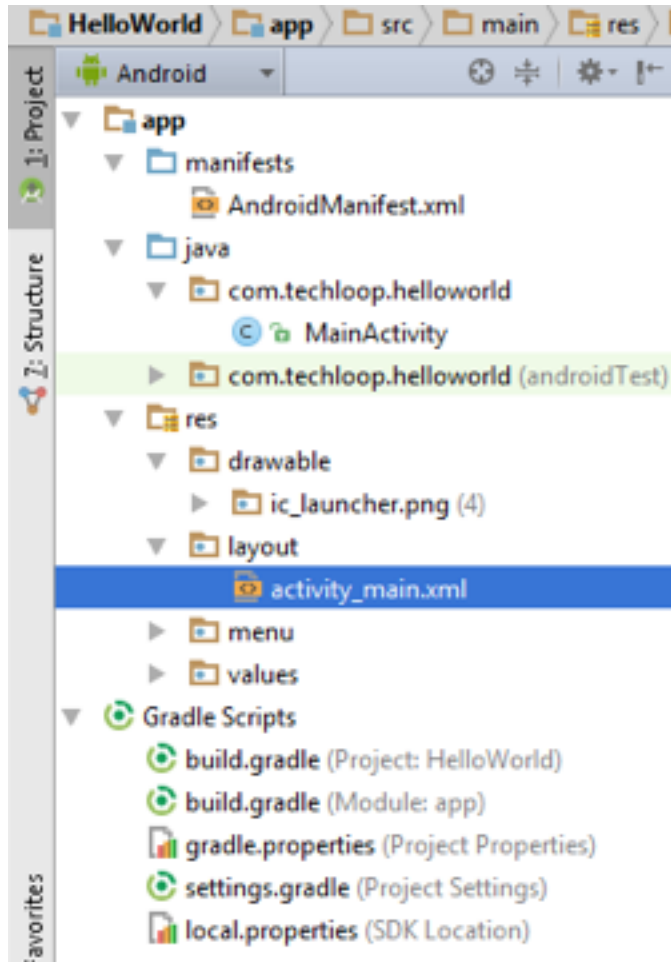 HelloWorld app src main res
Android
1: Project
app
manifests
AndroidManifest.xml
java
com.techloop.helloworld
MainActivity
com.techloop.helloworld (androidTest)
7: Structure
res
drawable
ic_launcher.png (4)
layout
activity_main.xml
menu
values
Gradle Scripts
build.gradle (Project: HelloWorld)
build.gradle (Module: app)
gradle.properties (Project Properties)
settings.gradle (Project Settings)
local.properties (SDK Location)
Favorites